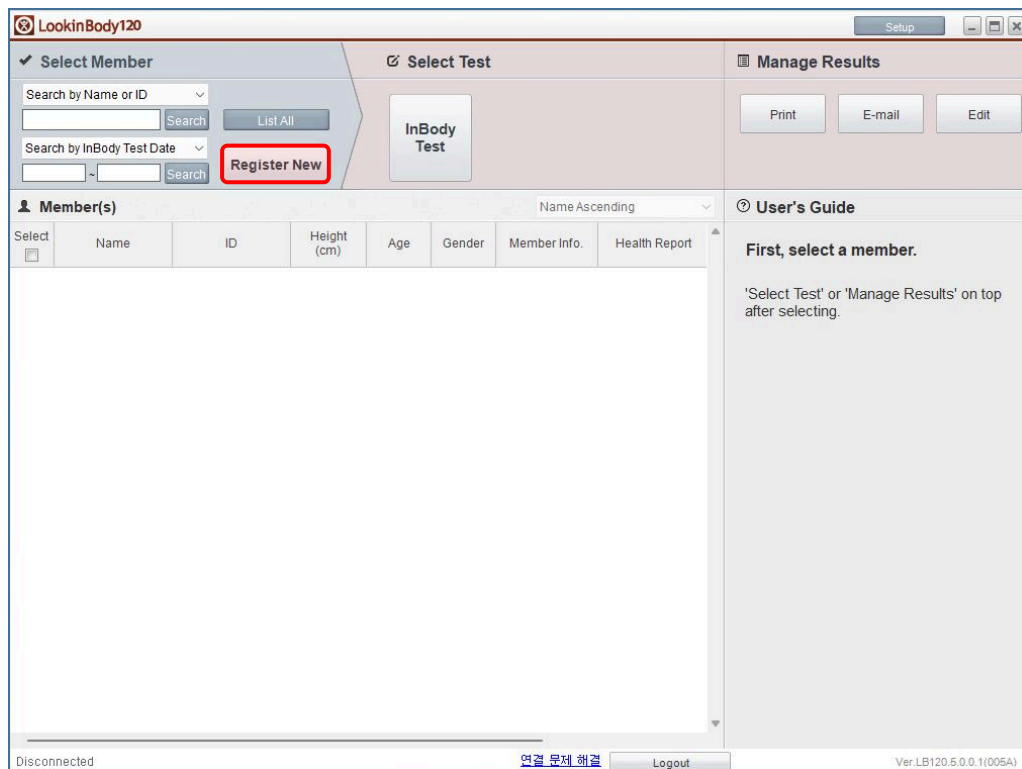 LookinBody120
Setup
Select Member
Select Test
Manage Results
Search by Name or ID
Search
List All
Search by InBody Test Date
~
Search
Register New
InBody
Test
Print
E-mail
Edit
Member(s)
Name Ascending
User's Guide
Select
Name
ID
Height
(cm)
Age
Gender
Member Info.
Health Report
First, select a member.
'Select Test' or 'Manage Results' on top
after selecting.
Disconnected
연결 문제 해결
Logout
Ver.LB120.5.0.0.1(005A)